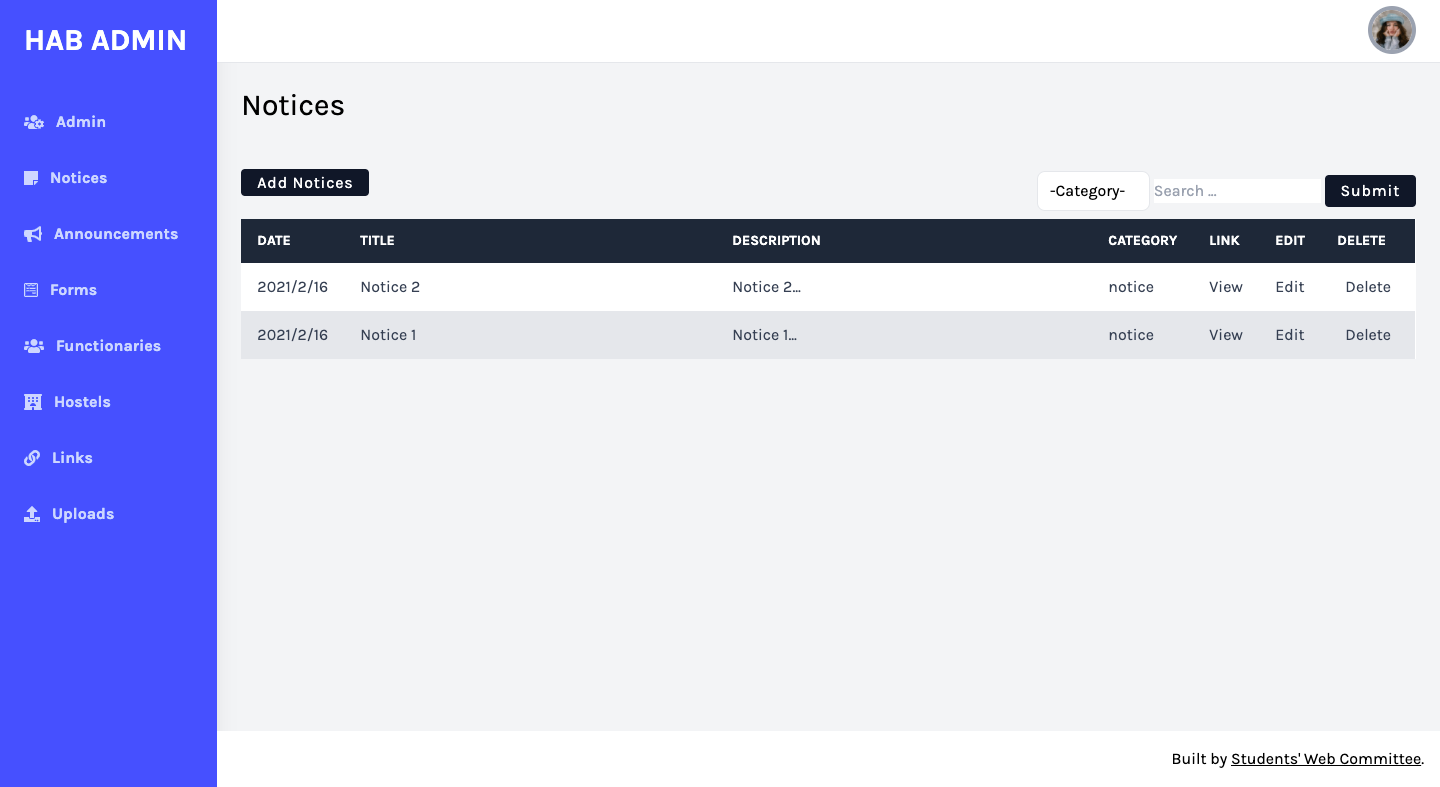 HAB ADMIN
Admin
Notices
Announcements
Forms
Functionaries
Hostels
Links
Uploads
Notices
Add Notices
-Category- Search ... Submit
DATE TITLE DESCRIPTION CATEGORY LINK EDIT DELETE
2021/2/16 Notice 2 Notice 2... notice View Edit Delete
2021/2/16 Notice 1 Notice 1... notice View Edit Delete
Built by Students' Web Committee.